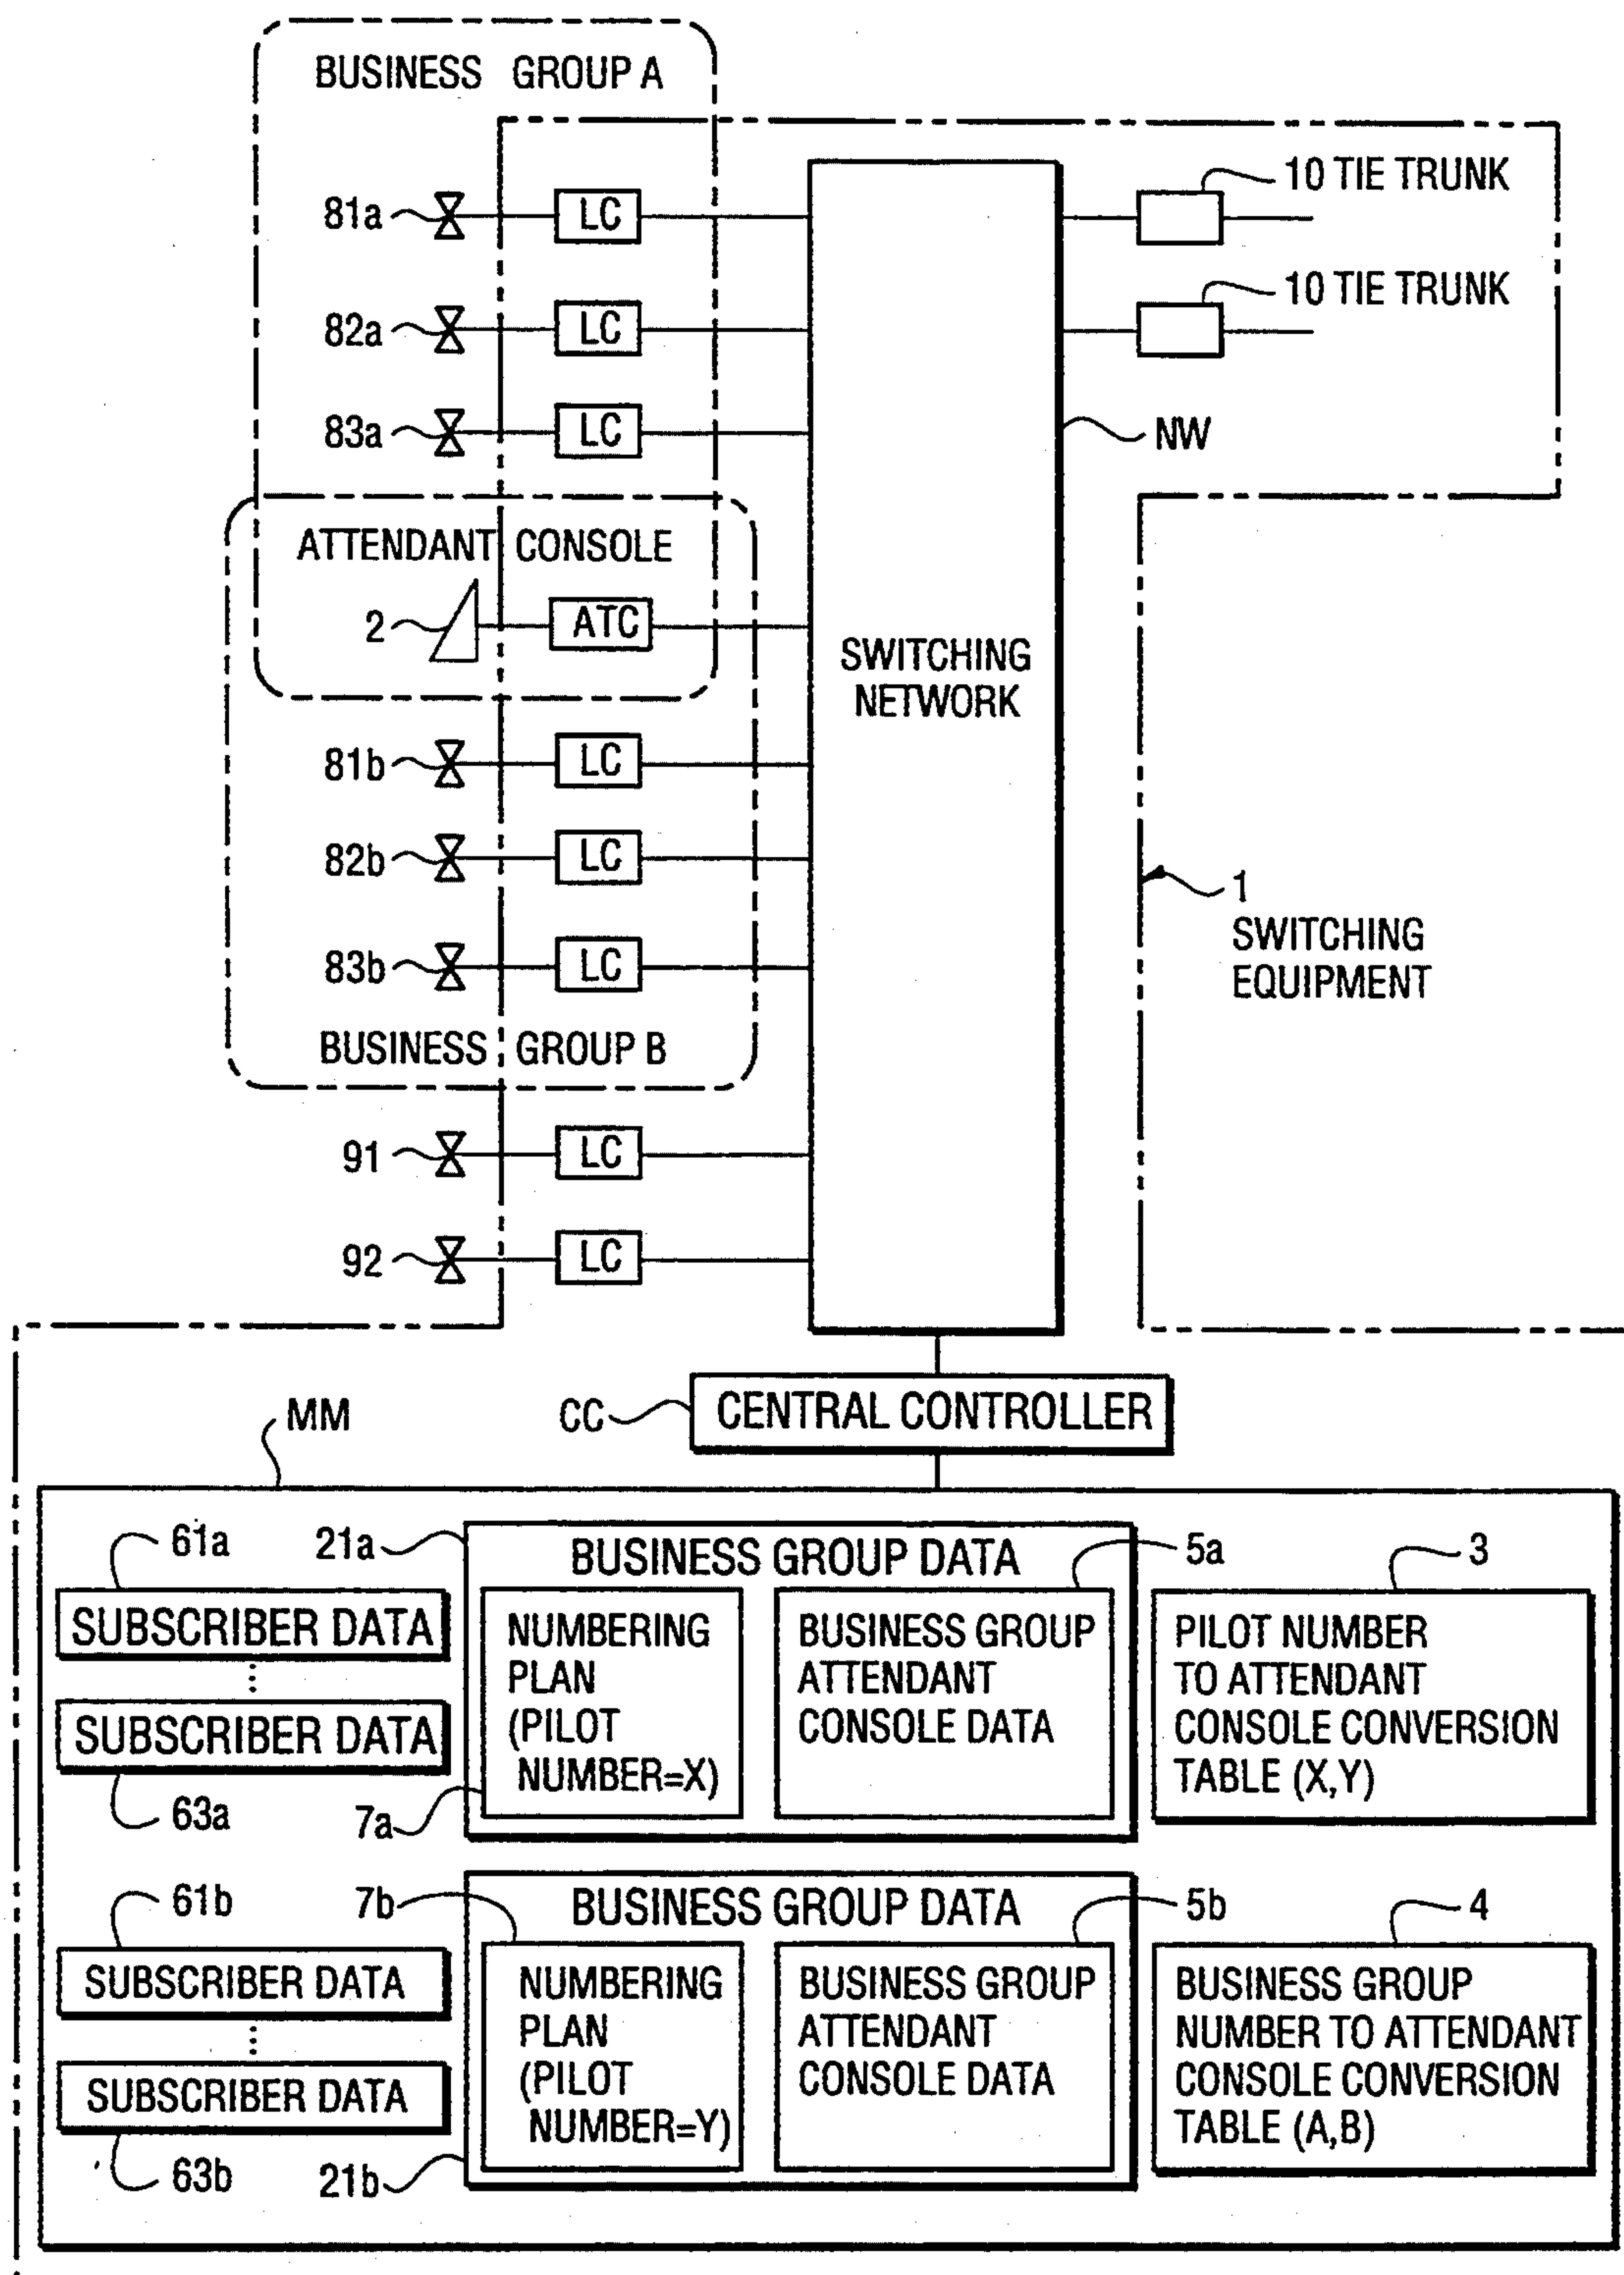 BUSINESS GROUP A
81a
LC
10 TIE TRUNK
82a
LC
10 TIE TRUNK
83a
LC
NW
ATTENDANT CONSOLE
2
ATC
SWITCHING
NETWORK
81b
LC
82b
LC
1
SWITCHING
EQUIPMENT
83b
LC
BUSINESS GROUP B
91
LC
92
LC
MM
CC
CENTRAL CONTROLLER
61a
SUBSCRIBER DATA
SUBSCRIBER DATA
63a
21a
BUSINESS GROUP DATA
5a
NUMBERING
PLAN
(PILOT
NUMBER=X)
7a
BUSINESS GROUP
ATTENDANT
CONSOLE DATA
3
PILOT NUMBER
TO ATTENDANT
CONSOLE CONVERSION
TABLE (X,Y)
61b
SUBSCRIBER DATA
SUBSCRIBER DATA
63b
7b
BUSINESS GROUP DATA
5b
NUMBERING
PLAN
(PILOT
NUMBER=Y)
21b
BUSINESS GROUP
ATTENDANT
CONSOLE DATA
4
BUSINESS GROUP
NUMBER TO ATTENDANT
CONSOLE CONVERSION
TABLE (A,B)